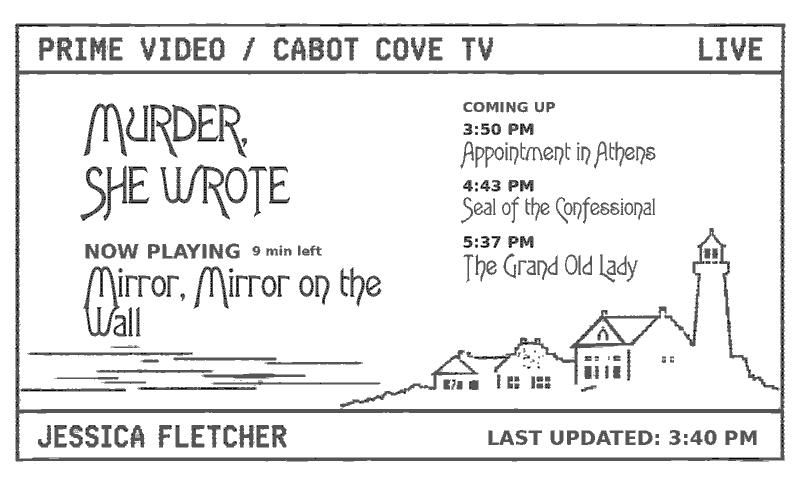 PRIME VIDEO / CABOT COVE TV
LIVE
MURDER,
SHE WROTE
NOW PLAYING 9 min left
Mirror, Mirror on the
Wall
COMING UP
3:50 PM
Appointment in Athens
4:43 PM
Seal of the Confessional
5:37 PM
The Grand Old Lady
JESSICA FLETCHER
LAST UPDATED: 3:40 PM